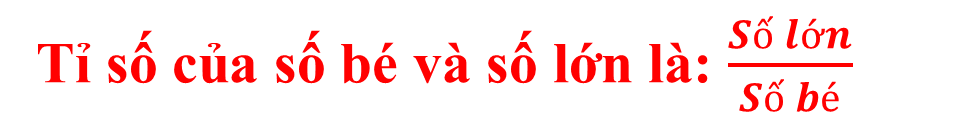 Tỉ số của số bé và số lớn là: Số lớn
Số bé